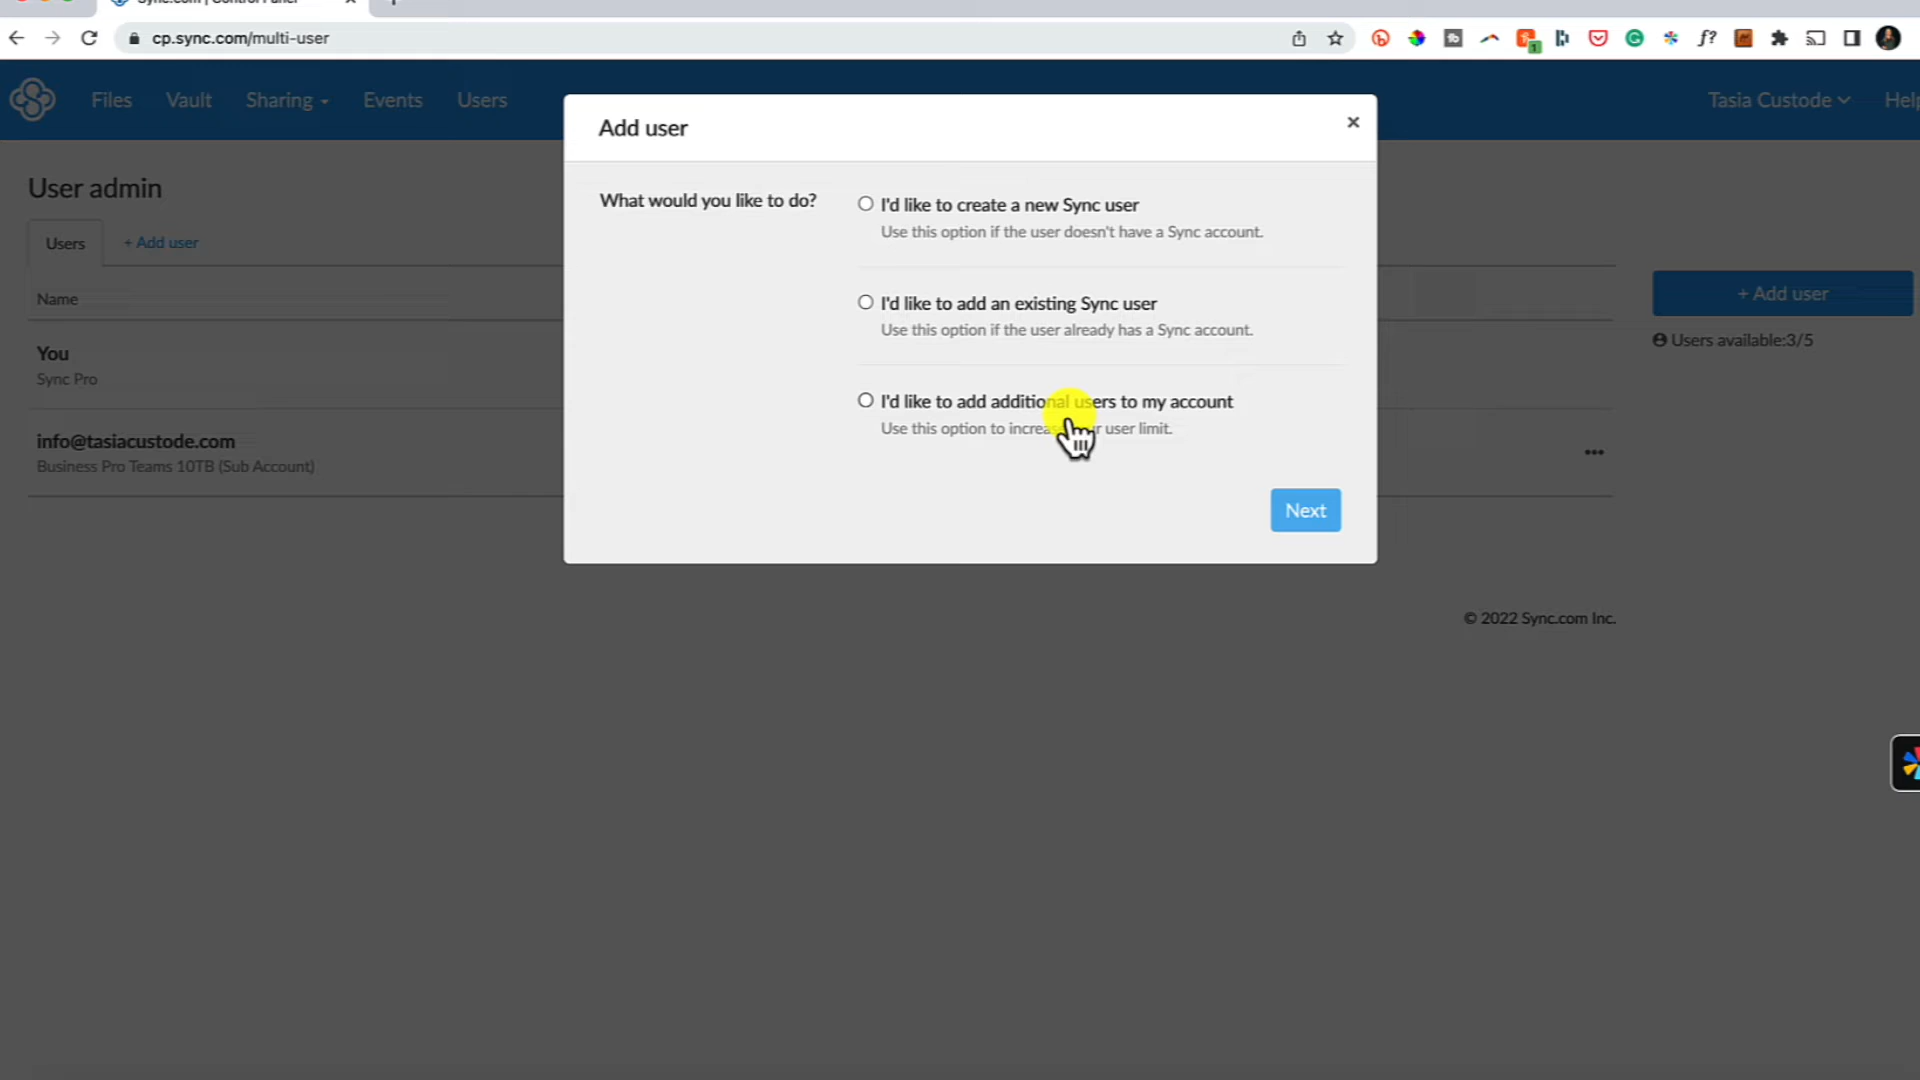 Sync.com | Control Panel
cp.sync.com/multi-user
Files
Vault
Sharing
Events
Users
Tasia Custode
Help
Add user
×
User admin
What would you like to do?
I'd like to create a new Sync user
Use this option if the user doesn't have a Sync account.
Users
+ Add user
Name
I'd like to add an existing Sync user
Use this option if the user already has a Sync account.
+ Add user
Users available:3/5
You
Sync Pro
I'd like to add additional users to my account
Use this option to increase user limit.
info@tasiacustode.com
Business Pro Teams 10TB (Sub Account)
Next
© 2022 Sync.com Inc.